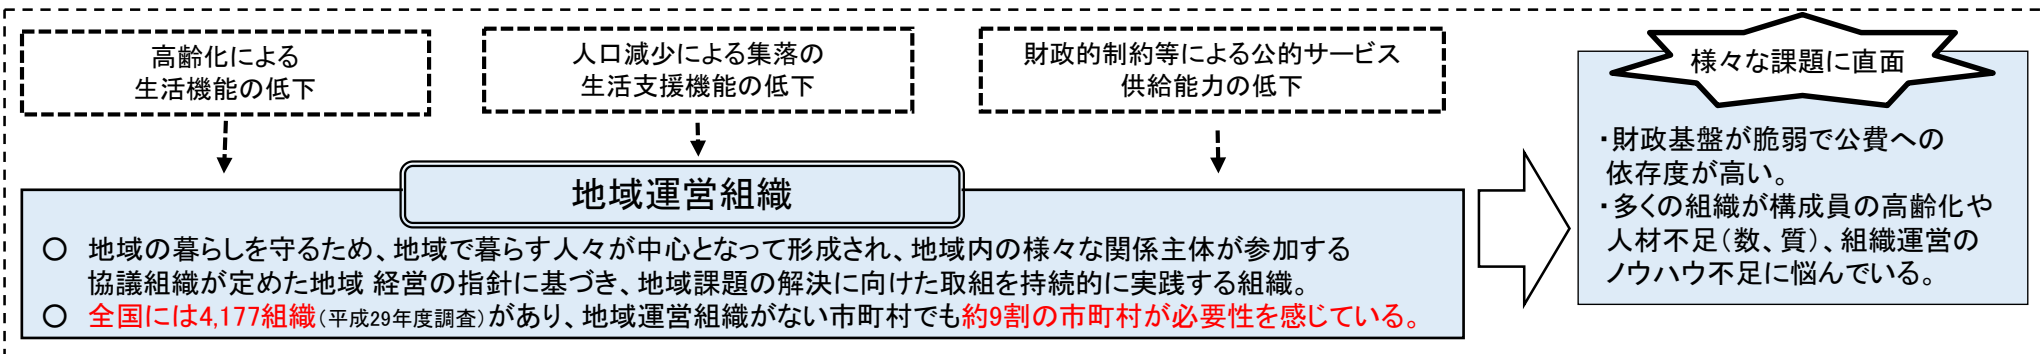 高齢化による
生活機能の低下
人口減少による集落の
生活支援機能の低下
財政的制約等による公的サービス
供給能力の低下
地域運営組織
○ 地域の暮らしを守るため、地域で暮らす人々が中心となって形成され、地域内の様々な関係主体が参加する
協議組織が定めた地域 経営の指針に基づき、地域課題の解決に向けた取組を持続的に実践する組織。
○ 全国には4,177組織(平成29年度調査)があり、地域運営組織がない市町村でも約9割の市町村が必要性を感じている。
様々な課題に直面
・財政基盤が脆弱で公費への
依存度が高い。
・多くの組織が構成員の高齢化や
人材不足(数、質)、組織運営の
ノウハウ不足に悩んでいる。